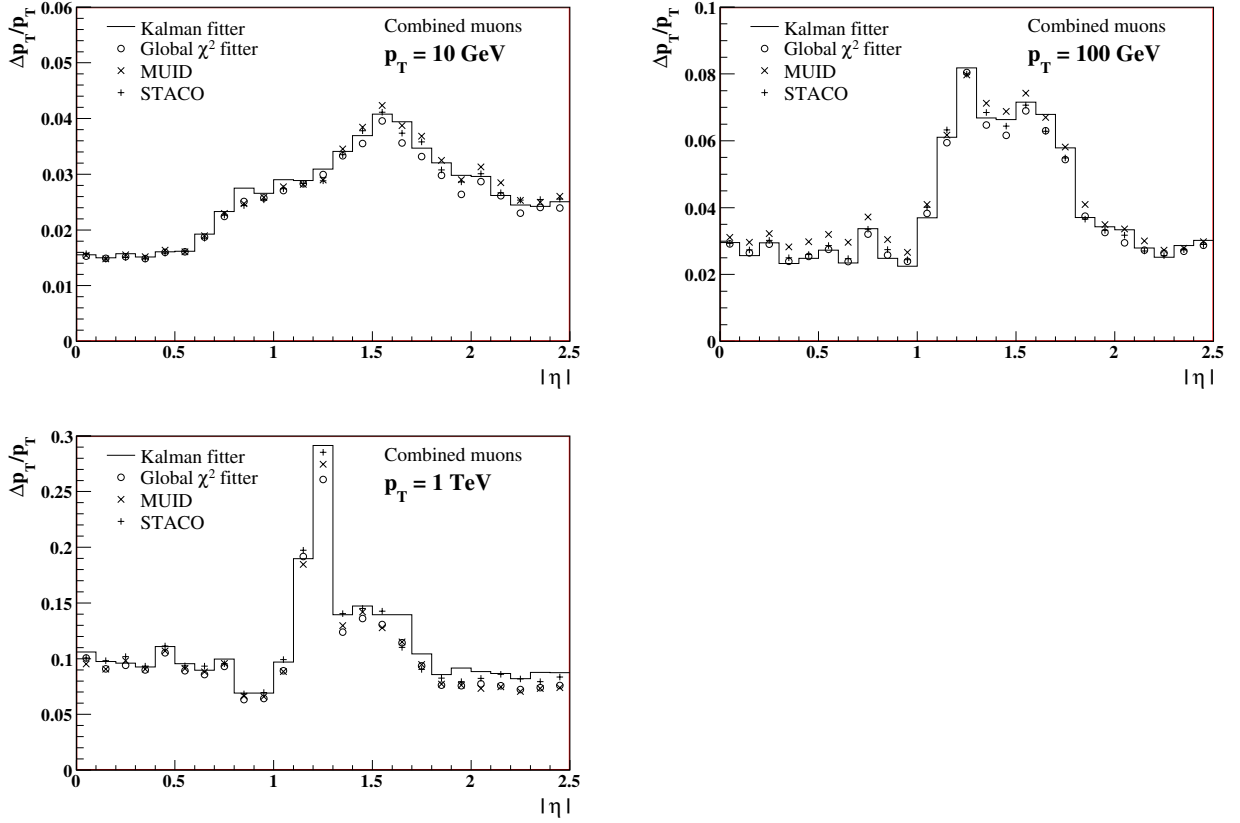 Δp_T/p_T
0.06
0.05
0.04
0.03
0.02
0.01
0
Kalman fitter
Global χ² fitter
MUID
STACO
Combined muons
p_T = 10 GeV
0 0.5 1 1.5 2 2.5
|η|
Δp_T/p_T
0.1
0.08
0.06
0.04
0.02
0
Kalman fitter
Global χ² fitter
MUID
STACO
Combined muons
p_T = 100 GeV
0 0.5 1 1.5 2 2.5
|η|
Δp_T/p_T
0.3
0.25
0.2
0.15
0.1
0.05
0
Kalman fitter
Global χ² fitter
MUID
STACO
Combined muons
p_T = 1 TeV
0 0.5 1 1.5 2 2.5
|η|